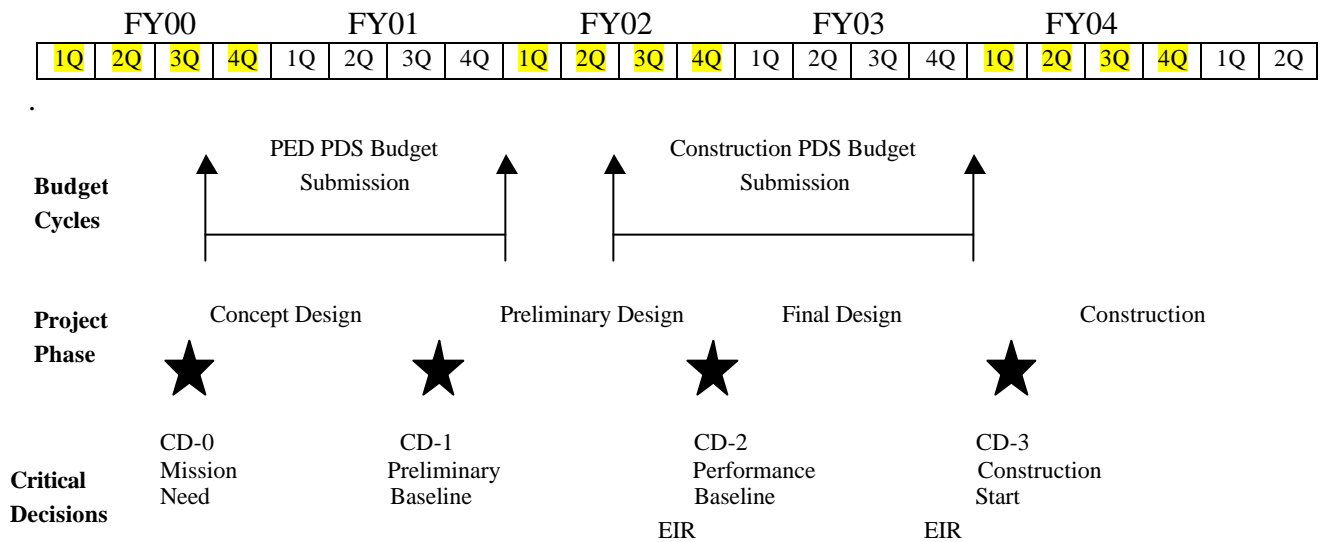 FY00 FY01 FY02 FY03 FY04
1Q 2Q 3Q 4Q 1Q 2Q 3Q 4Q 1Q 2Q 3Q 4Q 1Q 2Q 3Q 4Q 1Q 2Q 3Q 4Q 1Q 2Q
.
Budget
Cycles
PED PDS Budget
Submission
Construction PDS Budget
Submission
Project
Phase
Concept Design
Preliminary Design
Final Design
Construction
Critical
Decisions
CD-0
Mission
Need
CD-1
Preliminary
Baseline
CD-2
Performance
Baseline
EIR
CD-3
Construction
Start
EIR